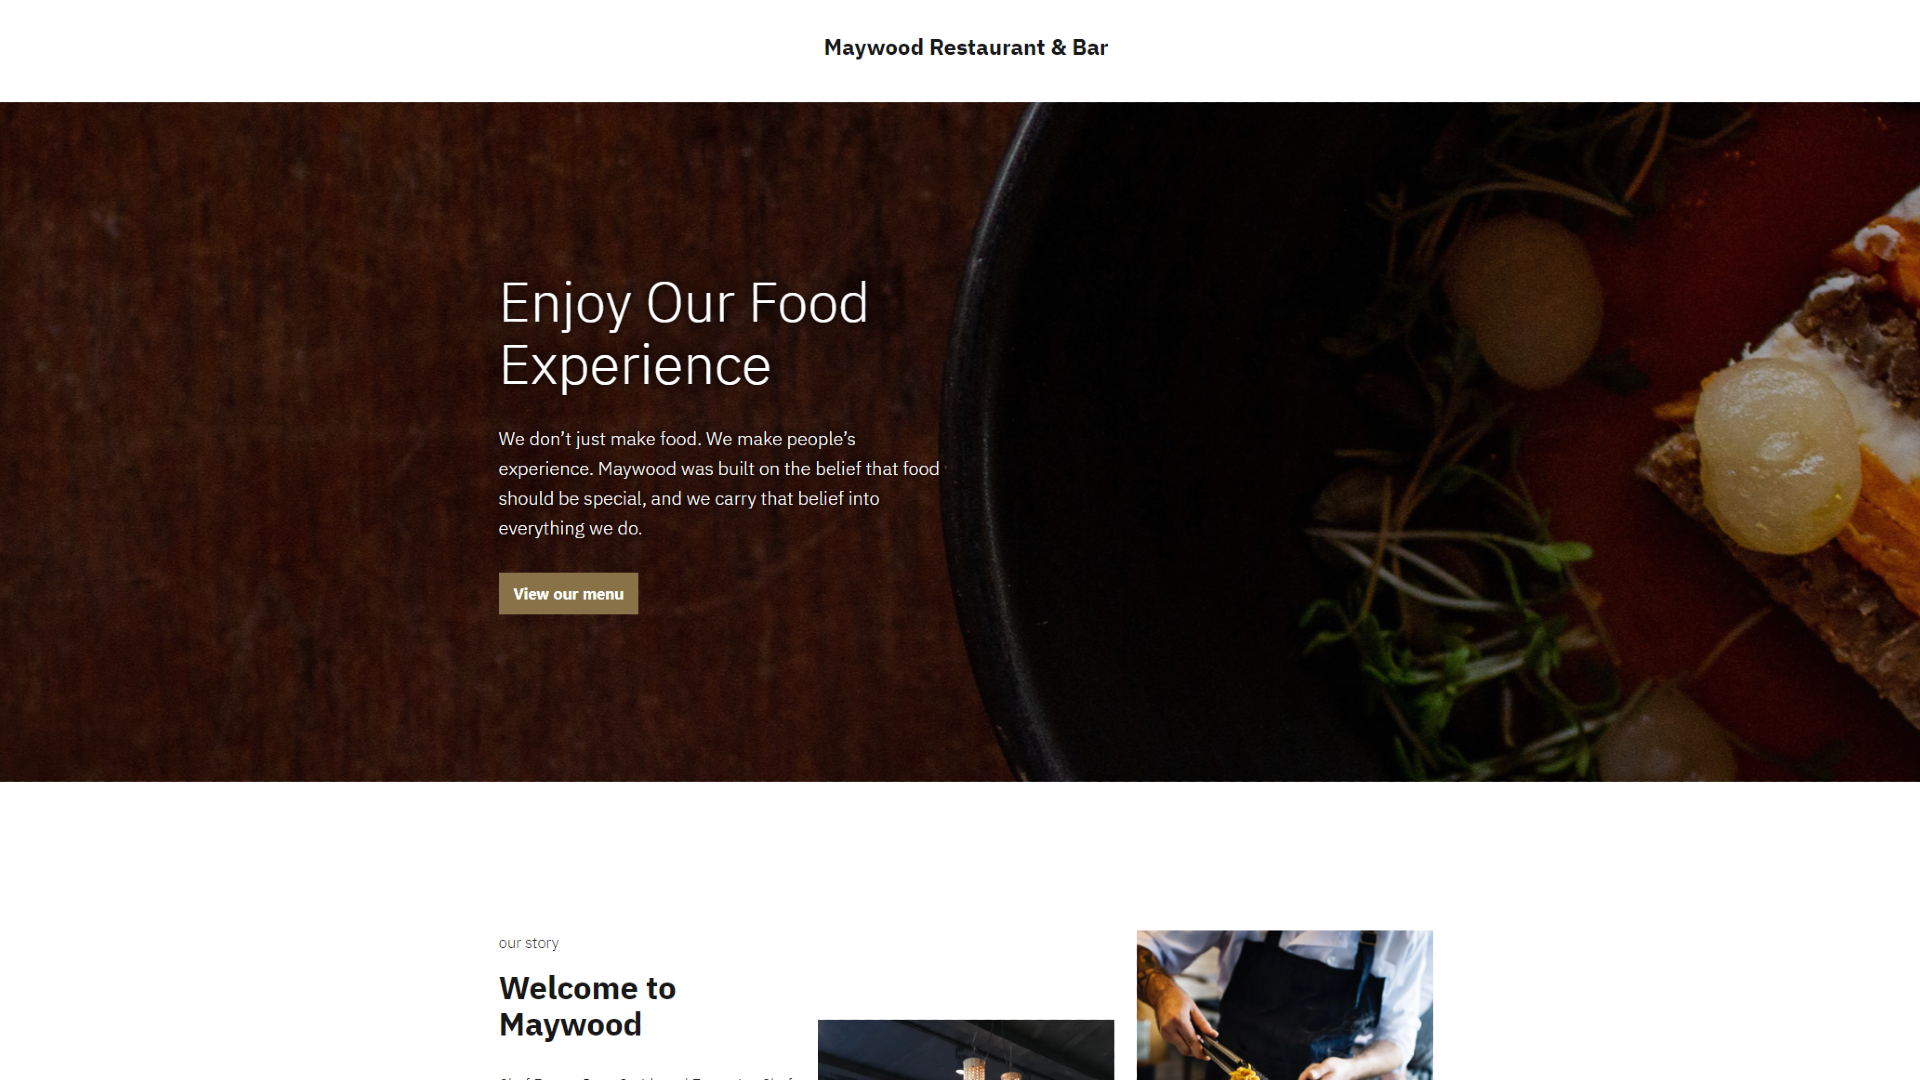 Maywood Restaurant & Bar
Enjoy Our Food
Experience
We don’t just make food. We make people’s
experience. Maywood was built on the belief that food
should be special, and we carry that belief into
everything we do.
View our menu
our story
Welcome to
Maywood